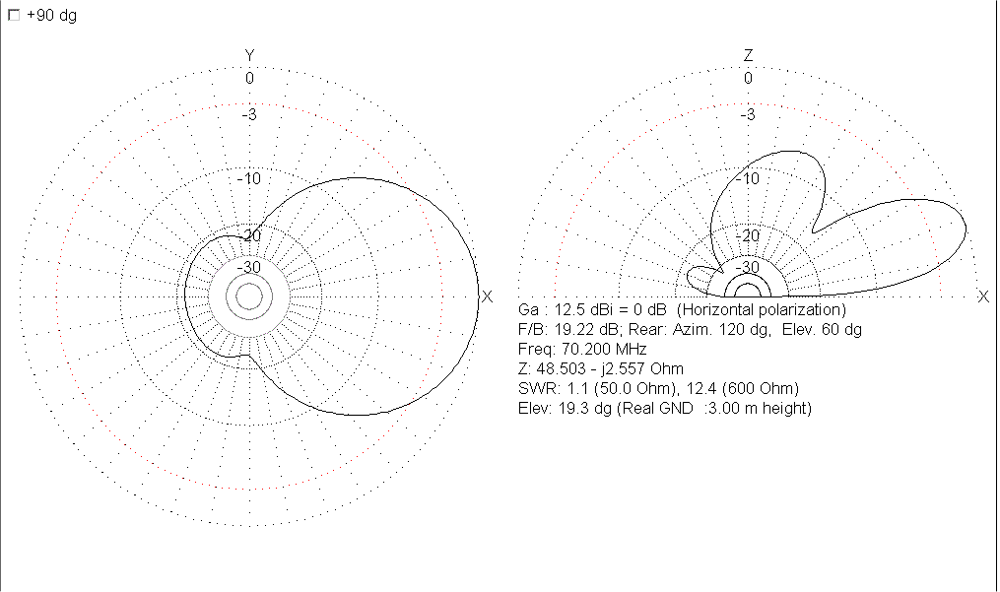 +90 dg
Y
0
-3
-10
-20
-30
X
Z
0
-3
-10
-20
-30
X
Ga : 12.5 dBi = 0 dB (Horizontal polarization)
F/B: 19.22 dB; Rear: Azim. 120 dg, Elev. 60 dg
Freq: 70.200 MHz
Z: 48.503 - j2.557 Ohm
SWR: 1.1 (50.0 Ohm), 12.4 (600 Ohm)
Elev: 19.3 dg (Real GND :3.00 m height)